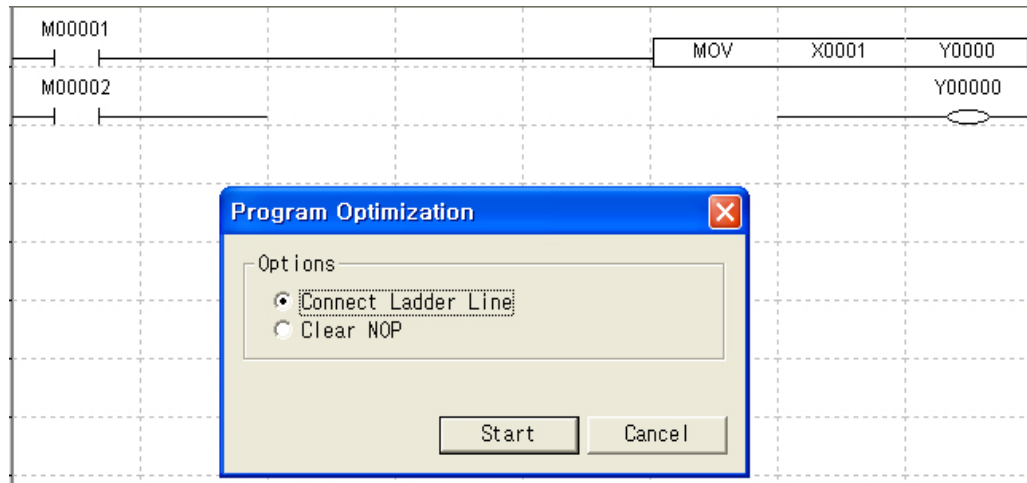 M00001
MOV X0001 Y0000
M00002 Y00000
Program Optimization
Options
Connect Ladder Line
Clear NOP
Start Cancel